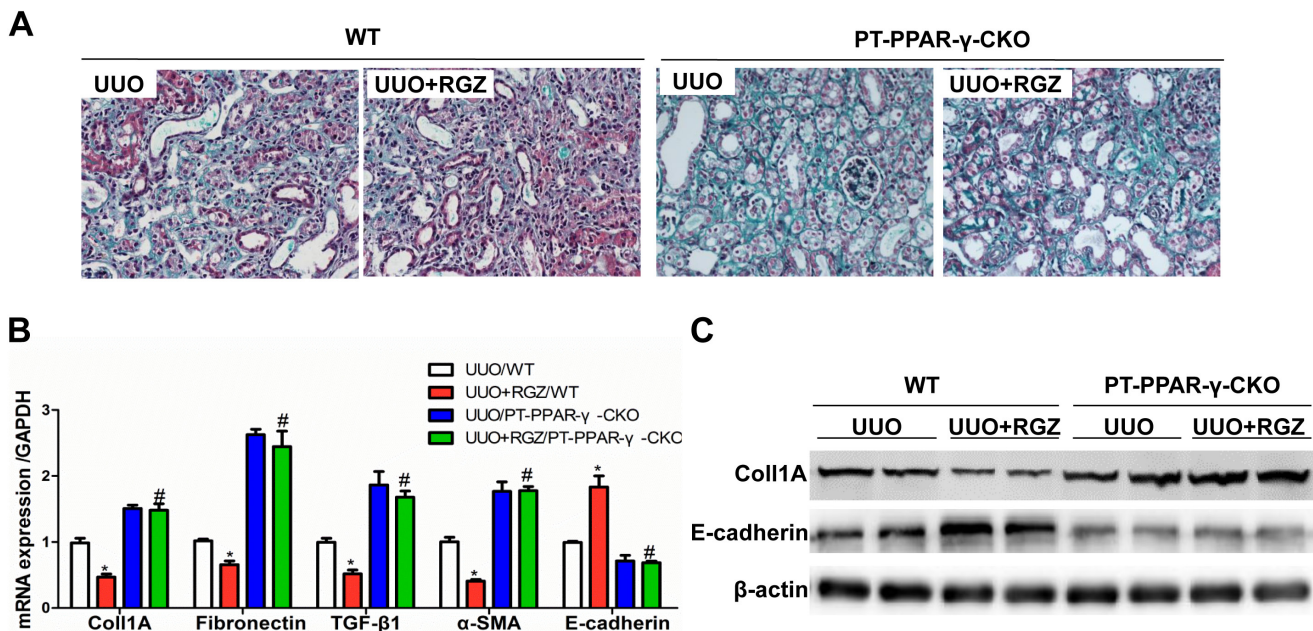 A
WT
PT-PPAR-γ-CKO
UUO
UUO+RGZ
UUO
UUO+RGZ
B
mRNA expression /GAPDH
UUO/WT
UUO+RGZ/WT
UUO/PT-PPAR-γ -CKO
UUO+RGZ/PT-PPAR-γ -CKO
3
2
1
0
*
#
*
#
*
#
*
#
*
#
Coll1A
Fibronectin
TGF-β1
α-SMA
E-cadherin
C
WT
PT-PPAR-γ-CKO
UUO
UUO+RGZ
UUO
UUO+RGZ
Coll1A
E-cadherin
β-actin